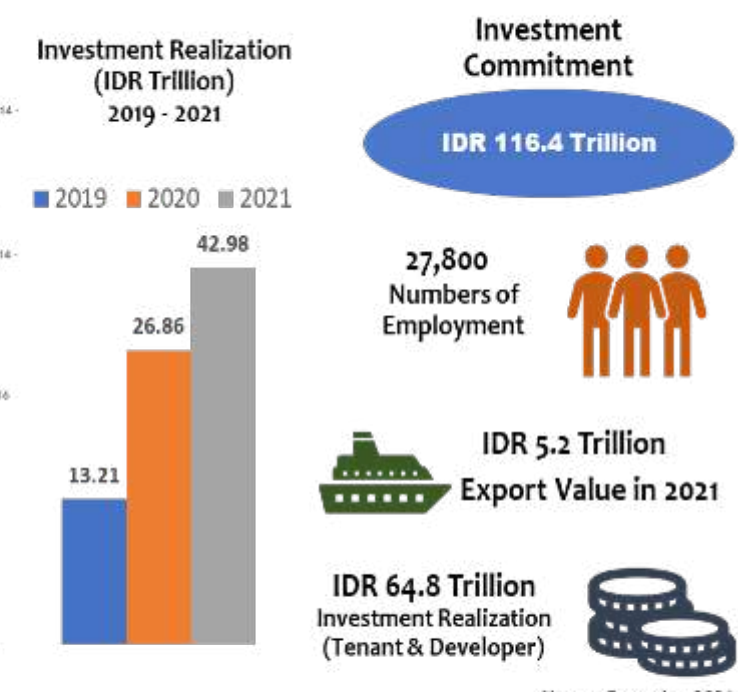 Investment Realization
(IDR Trillion)
2019 - 2021
14 -
2019 2020 2021
14 -
42.98
26.86
13.21
Investment
Commitment
IDR 116.4 Trillion
27,800
Numbers of
Employment
IDR 5.2 Trillion
Export Value in 2021
IDR 64.8 Trillion
Investment Realization
(Tenant & Developer)